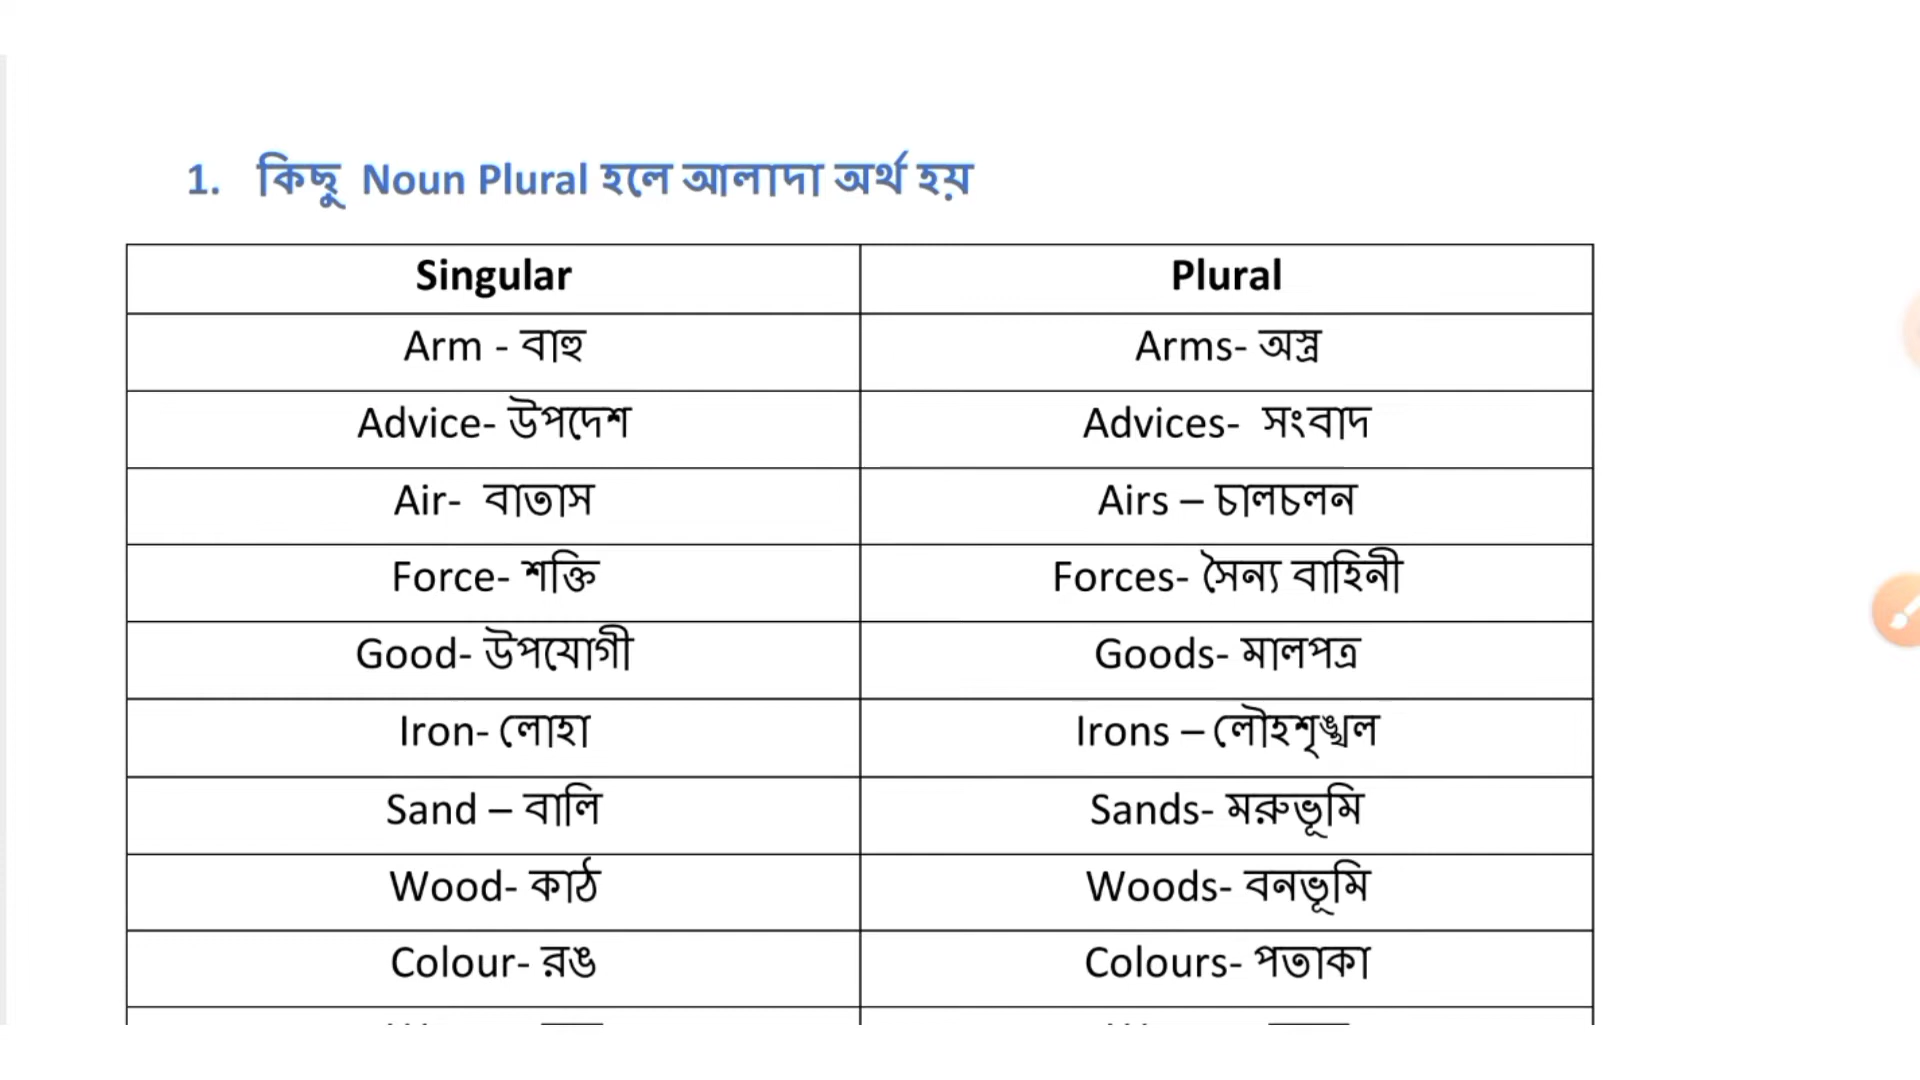 1. কিছু Noun Plural হলে আলাদা অর্থ হয়
Singular Plural
Arm - বাহু Arms- অস্ত্র
Advice- উপদেশ Advices- সংবাদ
Air- বাতাস Airs – চালচলন
Force- শক্তি Forces- সৈন্য বাহিনী
Good- উপযোগী Goods- মালপত্র
Iron- লোহা Irons – লৌহশৃঙ্খল
Sand – বালি Sands- মরুভূমি
Wood- কাঠ Woods- বনভূমি
Colour- রঙ Colours- পতাকা